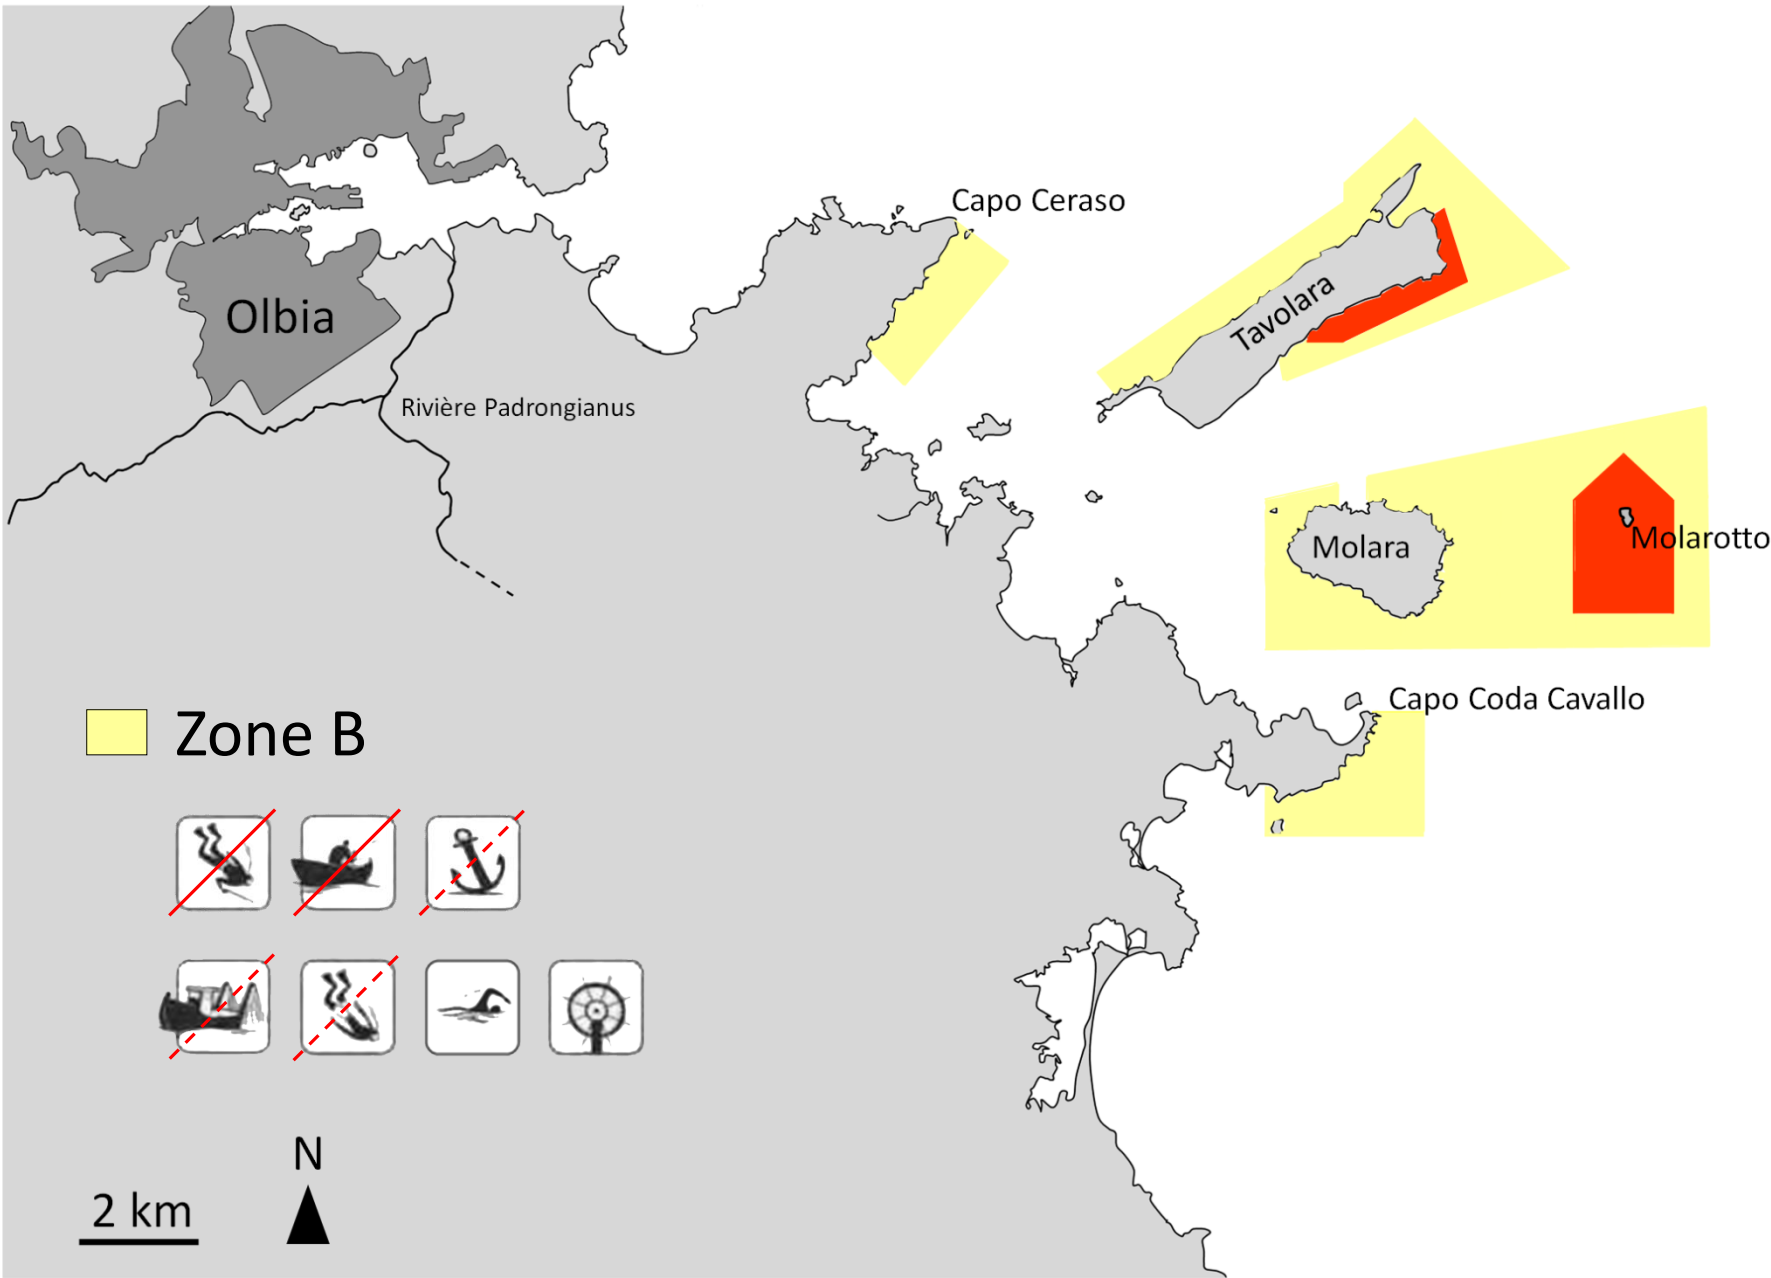 Capo Ceraso
Tavolara
Olbia
Rivière Padrongianus
Molara
Molarotto
Capo Coda Cavallo
Zone B
N
2 km